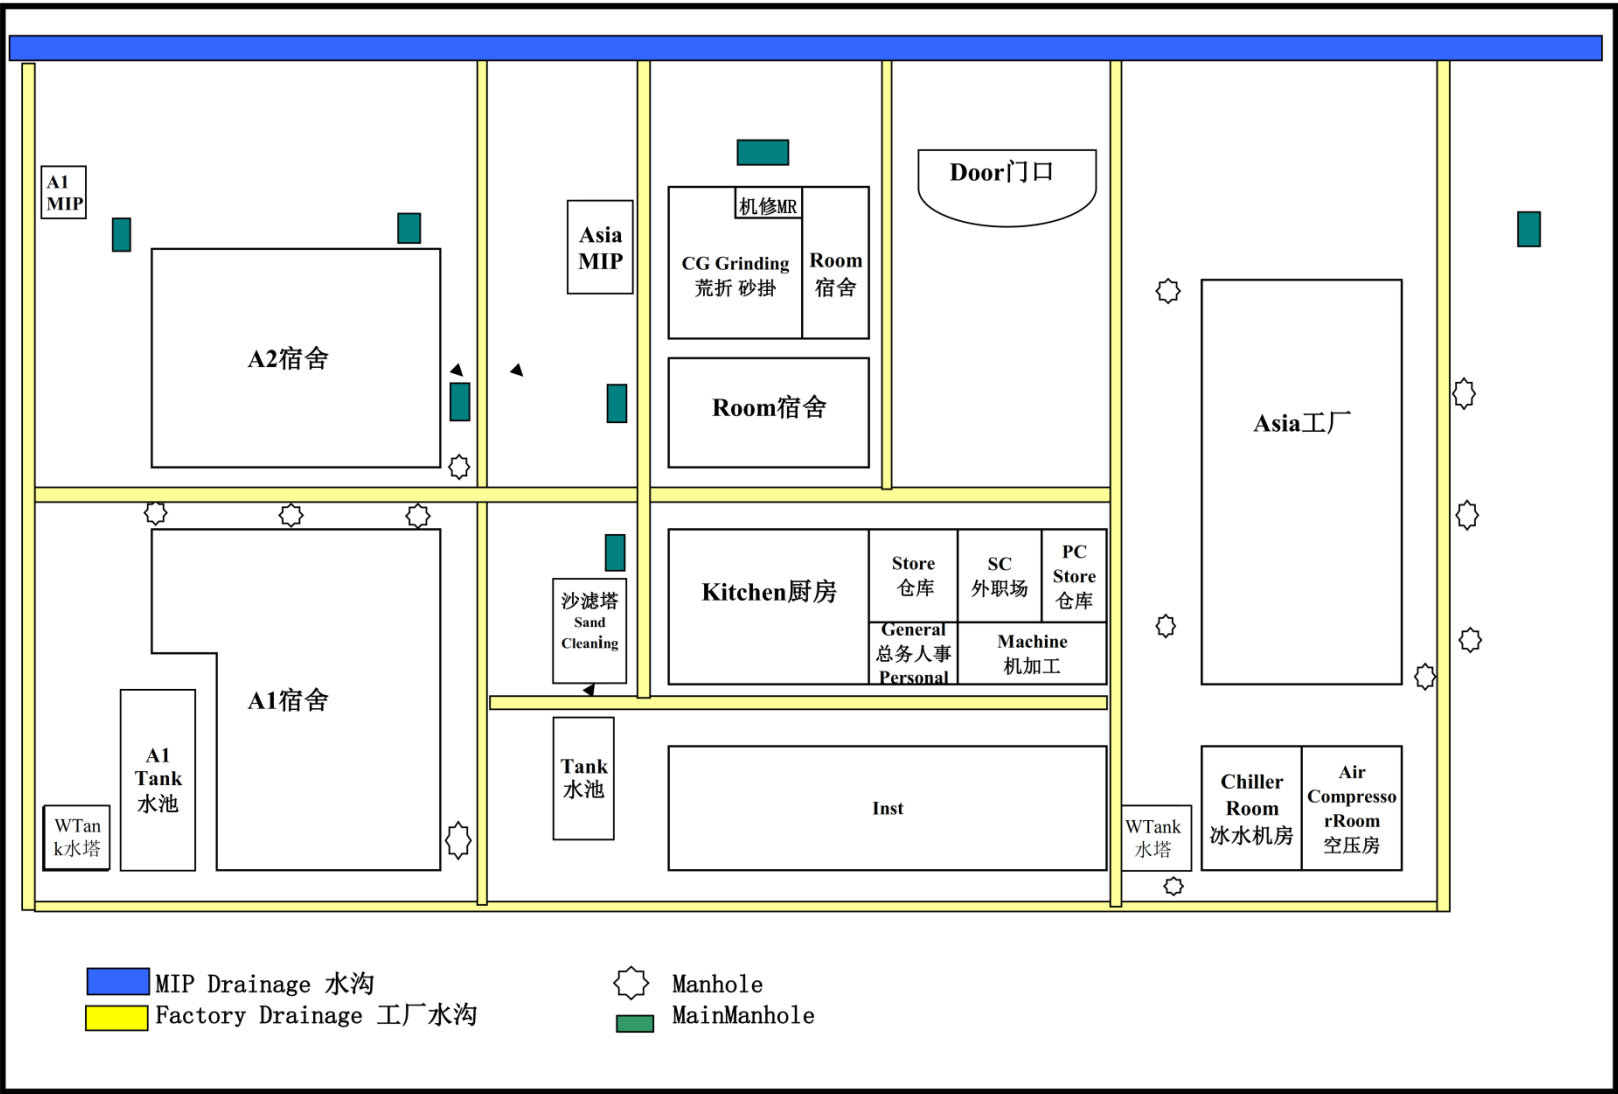 A1
MIP
A2宿舍
Asia
MIP
机修MR
CG Grinding
荒折 砂掛
Room
宿舍
Room宿舍
Door门口
Asia工厂
A1宿舍
A1
Tank
水池
WTan
k水塔
沙滤塔
Sand
Cleaning
Tank
水池
Kitchen厨房
Store
仓库
SC
外职场
PC
Store
仓库
General
总务人事
Personal
Machine
机加工
Inst
WTank
水塔
Chiller
Room
冰水机房
Air
Compresso
rRoom
空压房
MIP Drainage 水沟
Factory Drainage 工厂水沟
Manhole
MainManhole